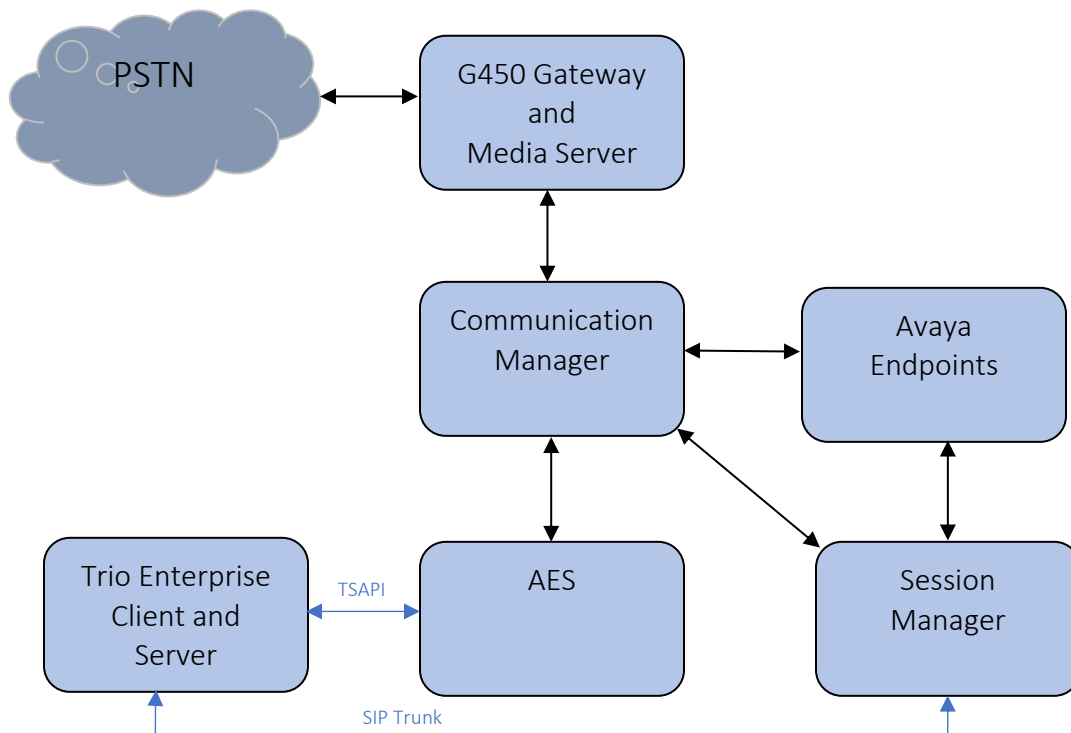 PSTN
G450 Gateway
and
Media Server
Communication
Manager
Avaya
Endpoints
Trio Enterprise
Client and
Server
TSAPI
AES
Session
Manager
SIP Trunk